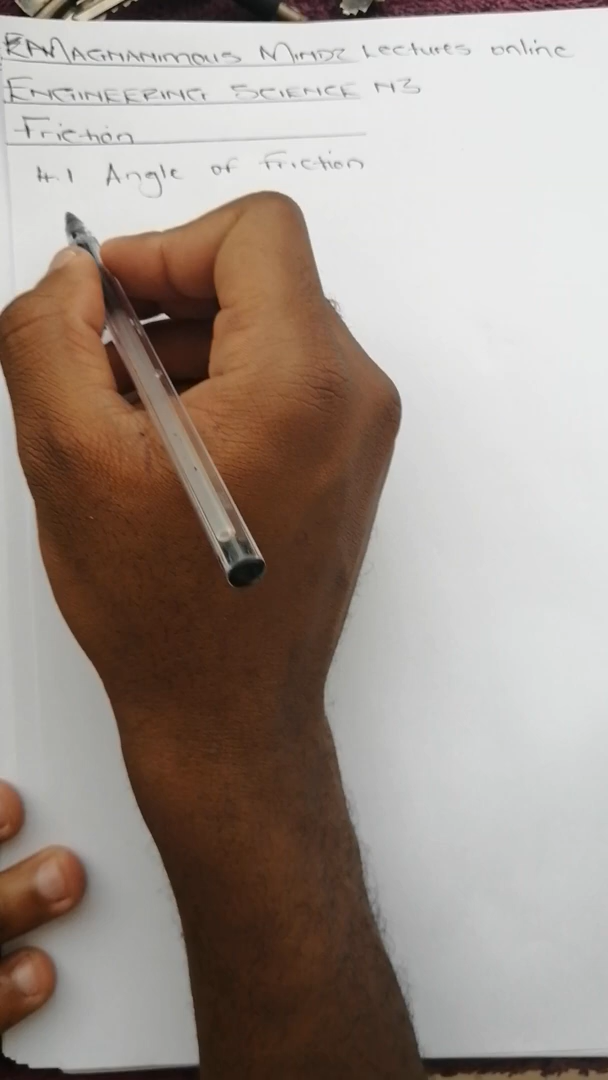 RAMAGNANIMOUS MINDZ Lectures online
ENGINEERING SCIENCE N3
Friction
4.1 Angle of friction